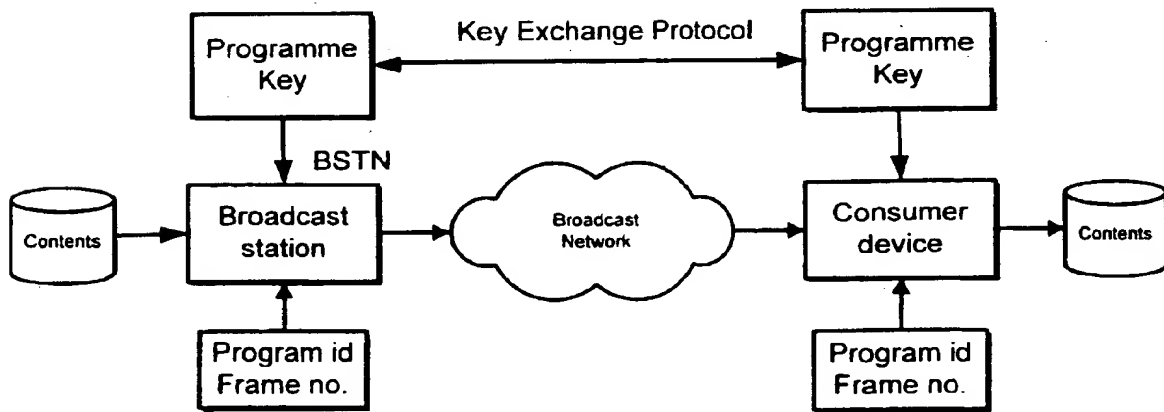 Programme
Key
Key Exchange Protocol
Programme
Key
BSTN
Contents
Broadcast
station
Broadcast
Network
Consumer
device
Contents
Program id
Frame no.
Program id
Frame no.